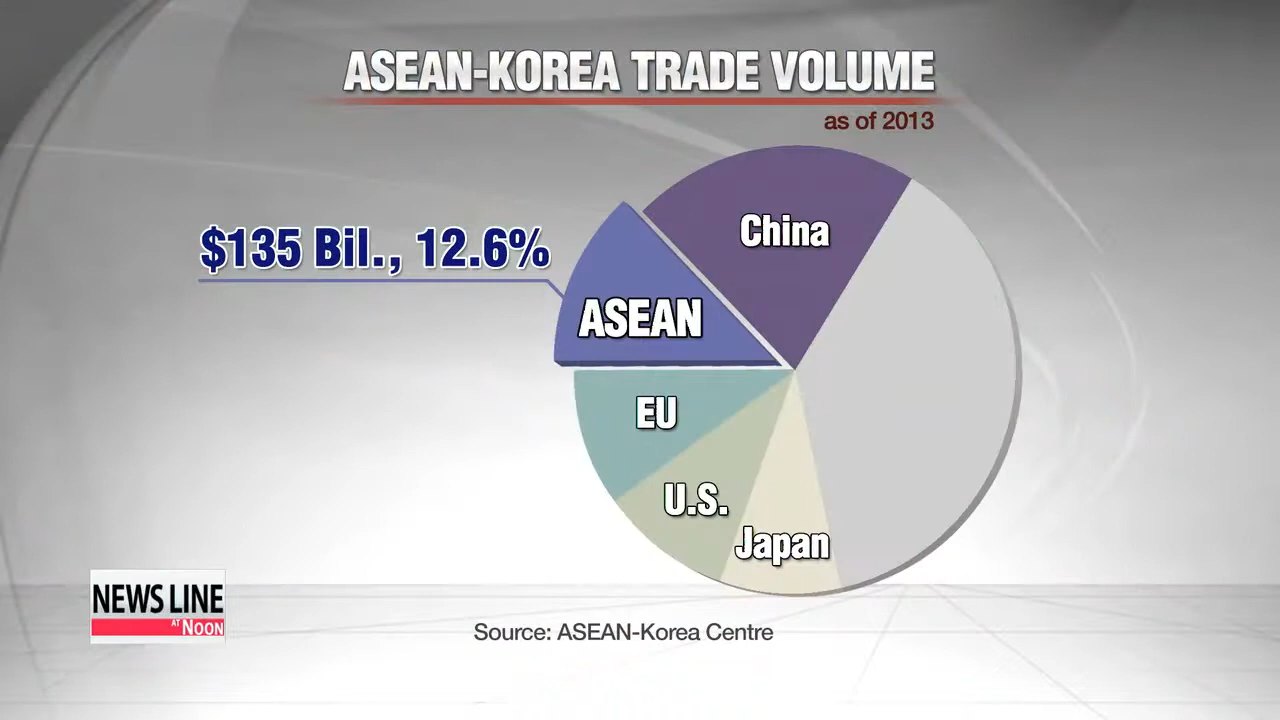 ASEAN-KOREA TRADE VOLUME
as of 2013
China
$135 Bil., 12.6%
ASEAN
EU
U.S.
Japan
NEWS LINE
AT NOON
Source: ASEAN-Korea Centre